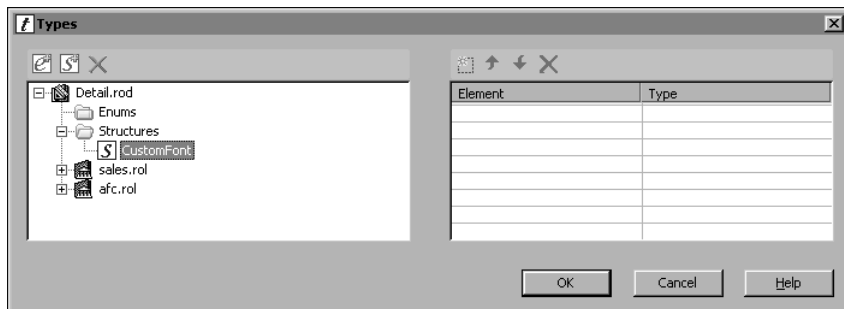 t Types
e S
Detail.rod
Enums
Structures
S CustomFont
sales.rol
afc.rol
Element Type
OK Cancel Help